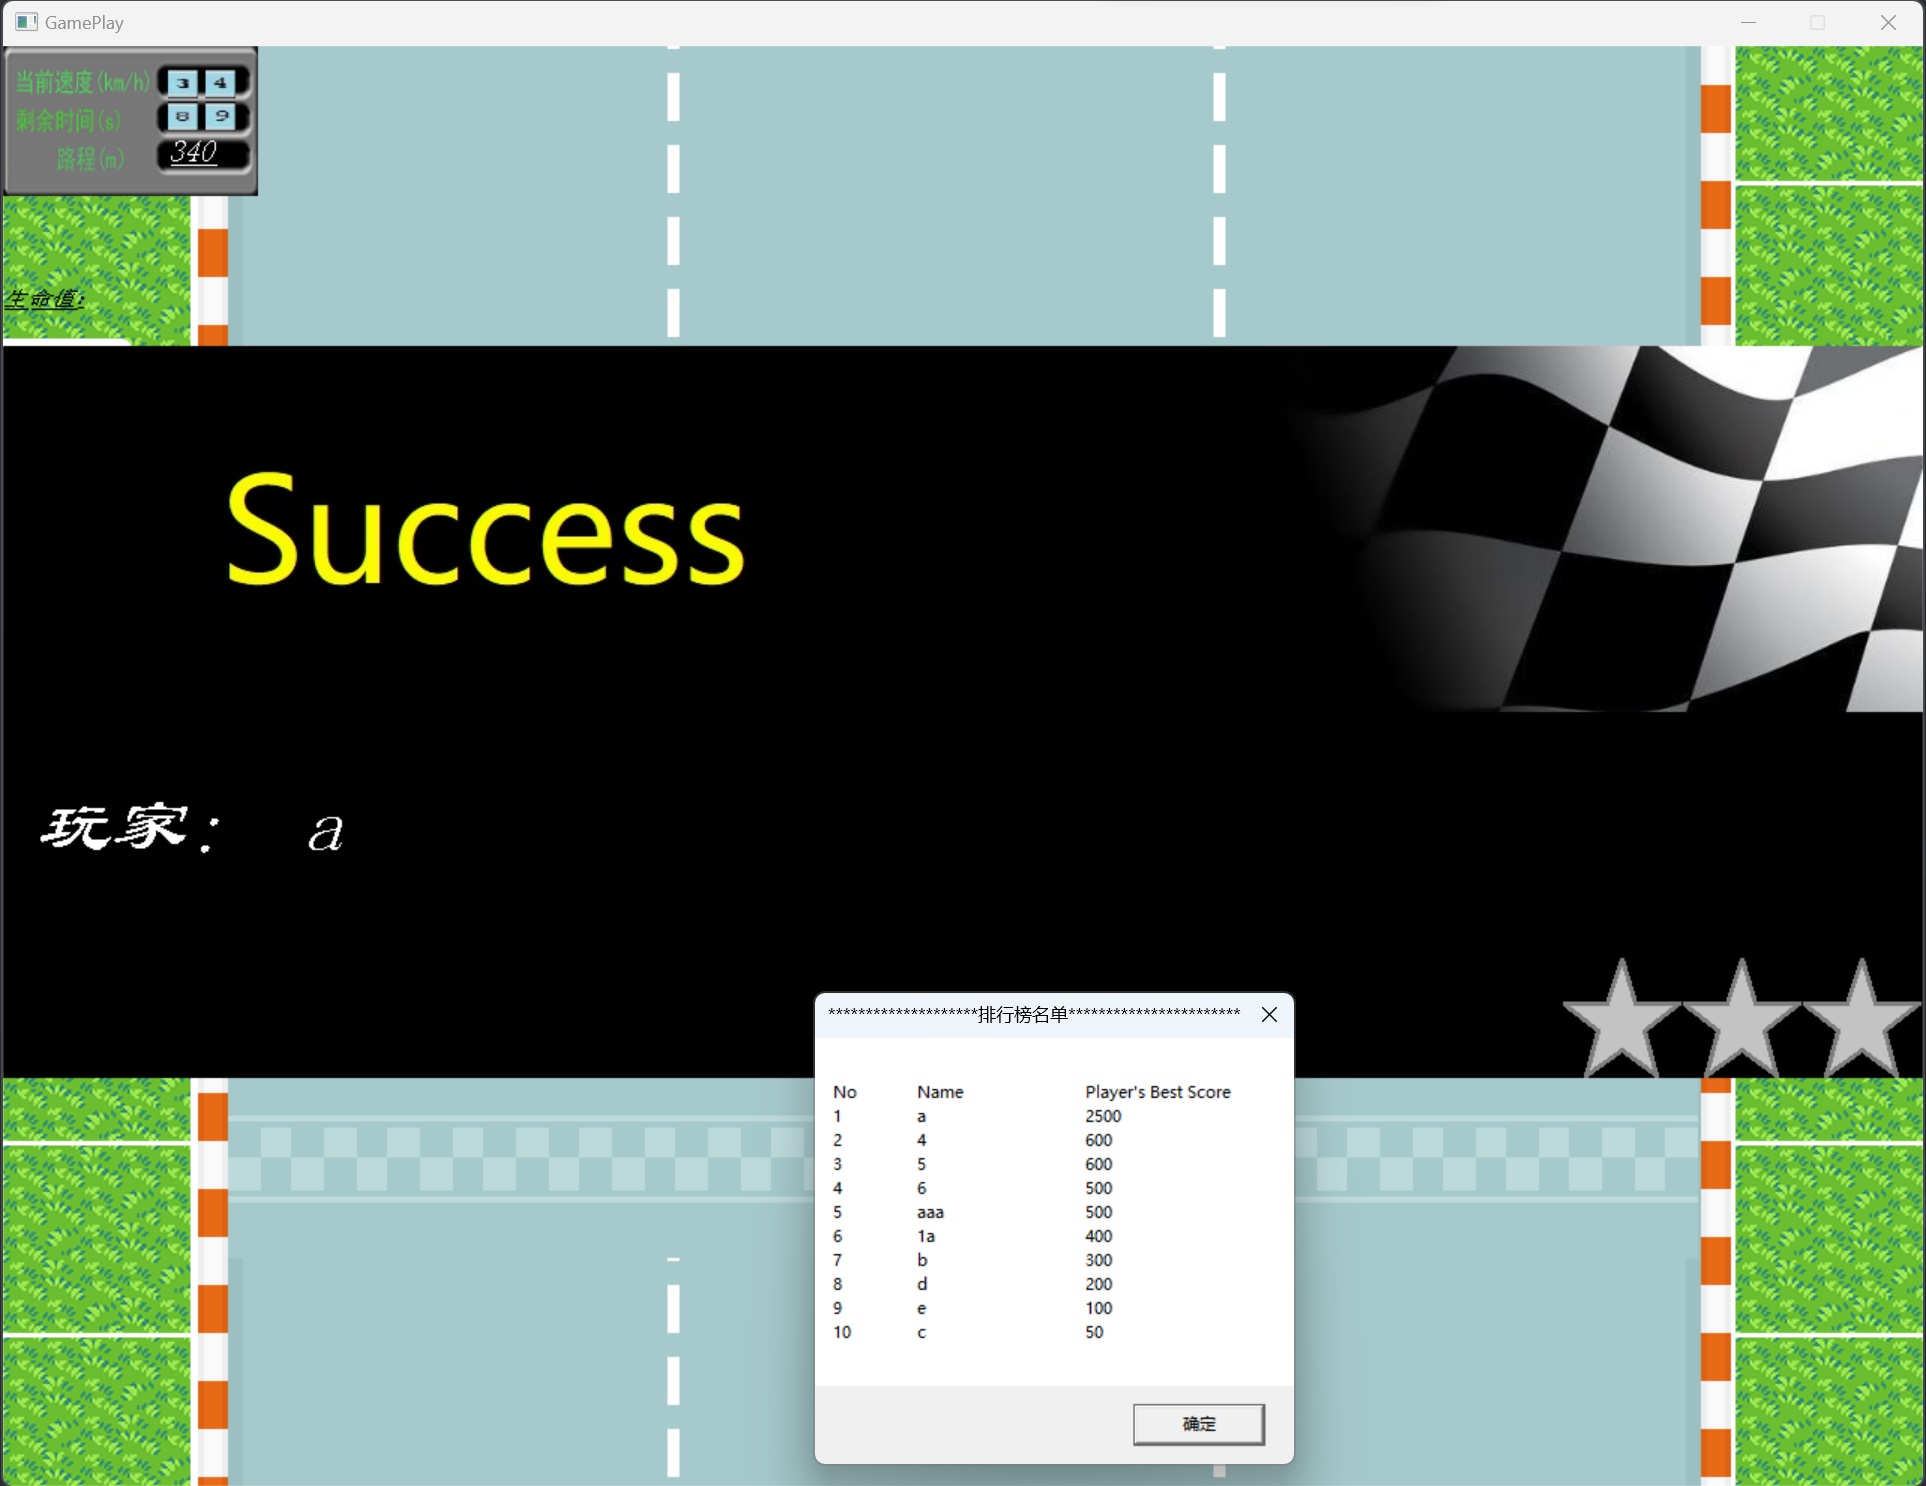 GamePlay
当前速度(km/h) 3 4
剩余时间(s) 8 9
路程(m) 340
生命值:
Success
玩家: a
********************排行榜名单***********************
No Name Player's Best Score
1 a 2500
2 4 600
3 5 600
4 6 500
5 aaa 500
6 1a 400
7 b 300
8 d 200
9 e 100
10 c 50
确定